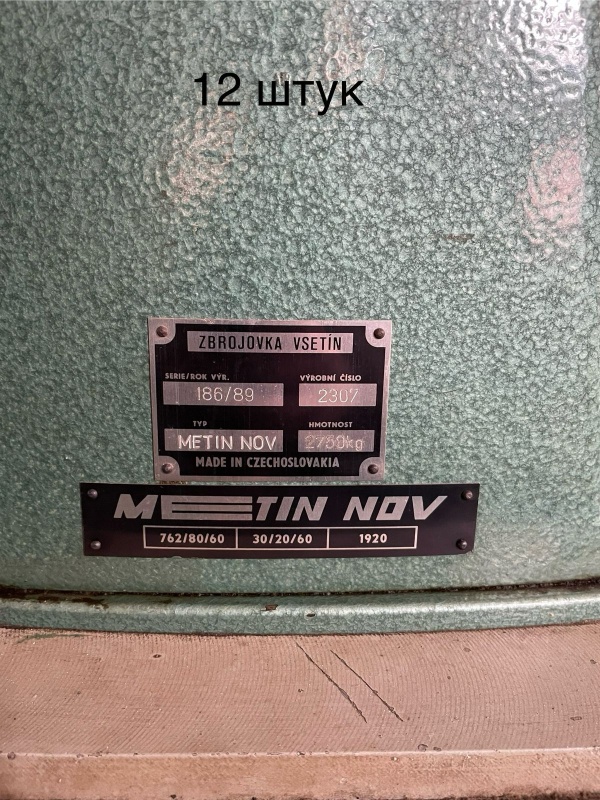 12 штук
ZBROJOVKA VSETÍN
SERIE/ROK VÝR. VÝROBNÍ ČÍSLO
186/89 2307
TYP HMOTNOST
METIN NOV 2750kg
MADE IN CZECHOSLOVAKIA
METIN NOV
762/80/60 30/20/60 1920